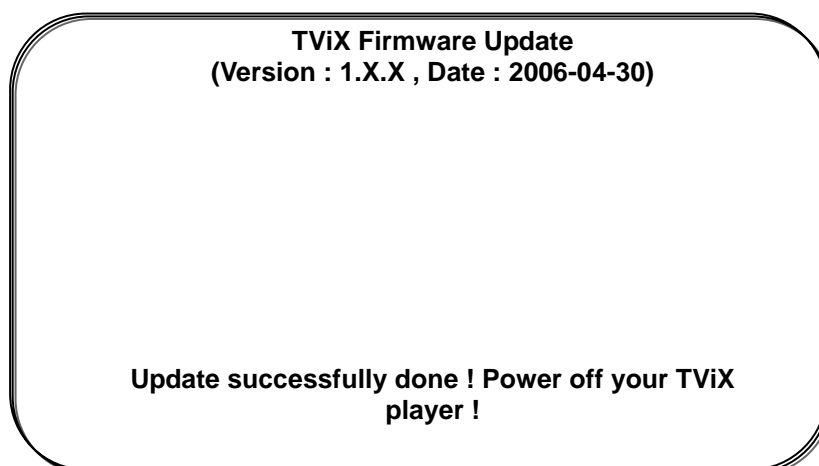 TViX Firmware Update
(Version : 1.X.X , Date : 2006-04-30)
Update successfully done ! Power off your TViX
player !